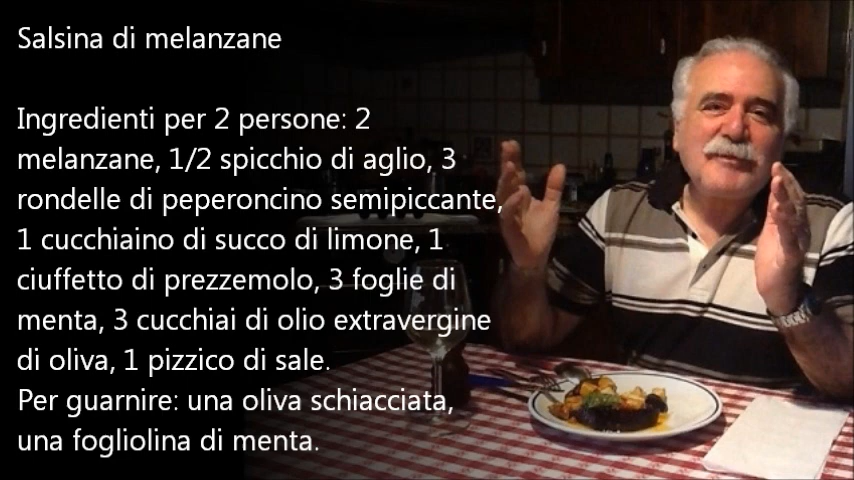 Salsina di melanzane
Ingredienti per 2 persone: 2
melanzane, 1/2 spicchio di aglio, 3
rondelle di peperoncino semipiccante,
1 cucchiaino di succo di limone, 1
ciuffetto di prezzemolo, 3 foglie di
menta, 3 cucchiai di olio extravergine
di oliva, 1 pizzico di sale.
Per guarnire: una oliva schiacciata,
una fogliolina di menta.